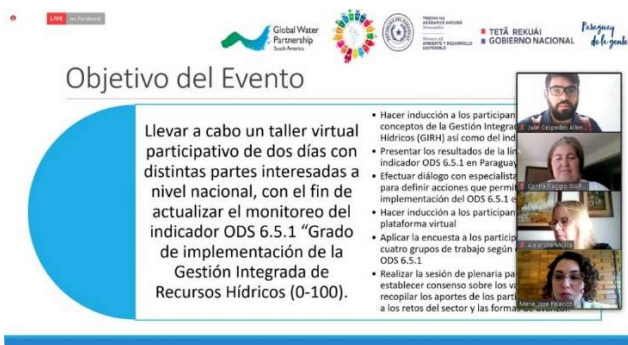 LIVE on Facebook
Global Water
Partnership
South America
TETÃ REKUÁI
GOBIERNO NACIONAL
Paraguay
de la gente
Objetivo del Evento
Llevar a cabo un taller virtual
participativo de dos días con
distintas partes interesadas a
nivel nacional, con el fin de
actualizar el monitoreo del
indicador ODS 6.5.1 “Grado
de implementación de la
Gestión Integrada de
Recursos Hídricos (0-100).
• Hacer inducción a los participan
conceptos de la Gestión Integra
Hídricos (GIRH) así como del ind
• Presentar los resultados de la lín
indicador ODS 6.5.1 en Paraguay
• Efectuar diálogo con especialista
para definir acciones que permit
implementación del ODS 6.5.1 e
• Hacer inducción a los participan
plataforma virtual
• Aplicar la encuesta a los particip
cuatro grupos de trabajo según
ODS 6.5.1
• Realizar la sesión de plenaria pa
establecer consenso sobre los va
recopilar los aportes de los parti
a los retos del sector y las formas
Juan Céspedes
GWP
Alejandra
Maria Jose Palacios